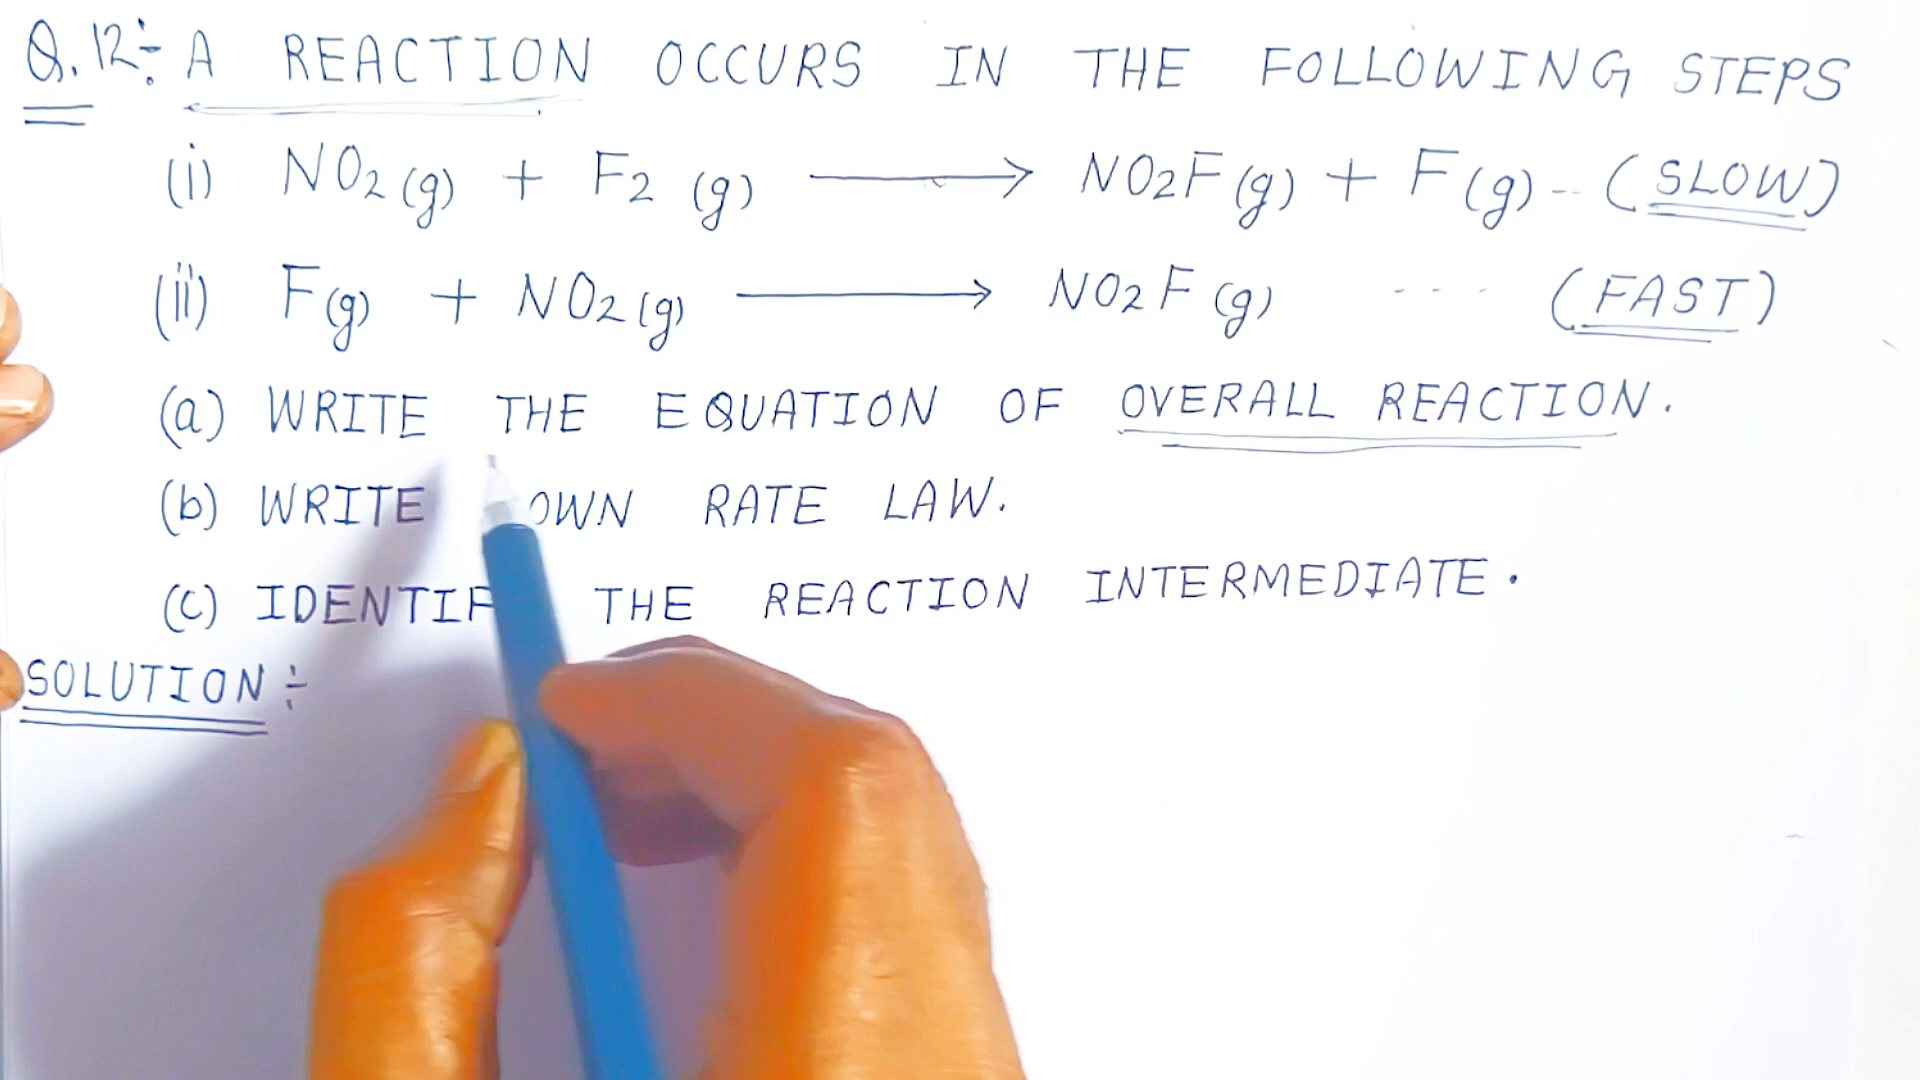 Q.12÷ A REACTION OCCURS IN THE FOLLOWING STEPS
(i) NO2(g) + F2 (g) ⟶ NO2F(g) + F(g) -- (SLOW)
(ii) F(g) + NO2(g) ⟶ NO2F(g) ---- (FAST)
(a) WRITE THE EQUATION OF OVERALL REACTION.
(b) WRITE OWN RATE LAW.
(c) IDENTIF THE REACTION INTERMEDIATE.
SOLUTION ÷